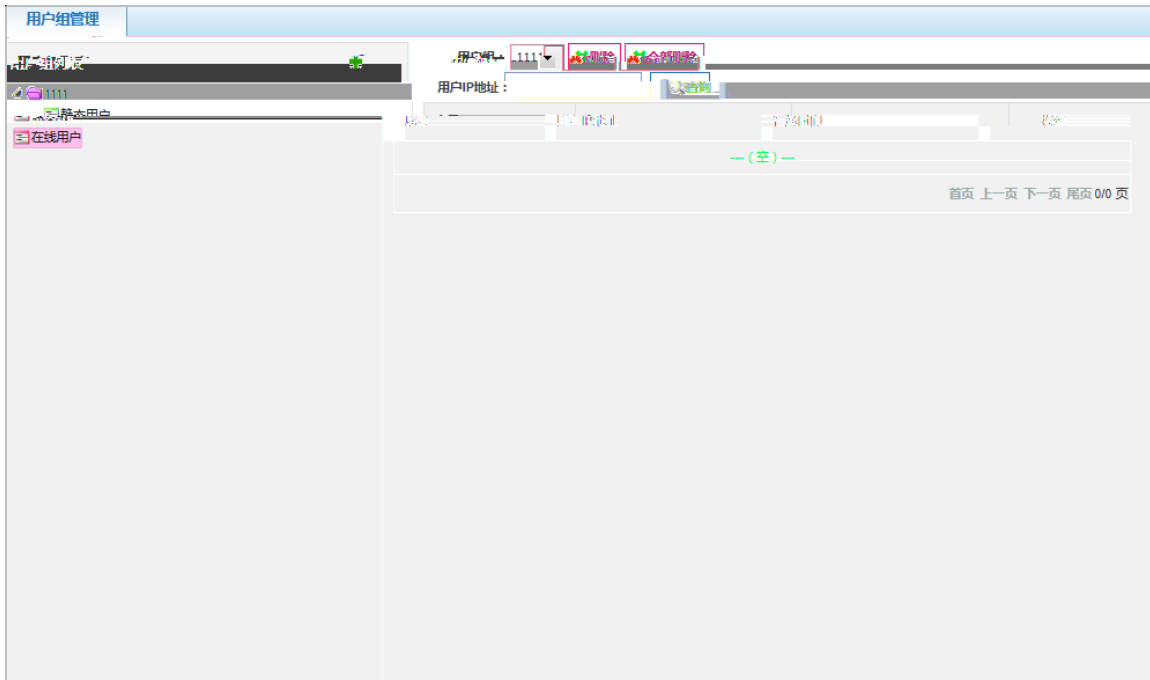 用户组管理
用户组列表
1111
静态用户
在线用户
用户组: 1111 删除 全部删除
用户IP地址： 查询
--- ( 空 ) ---
首页 上一页 下一页 尾页 0/0 页